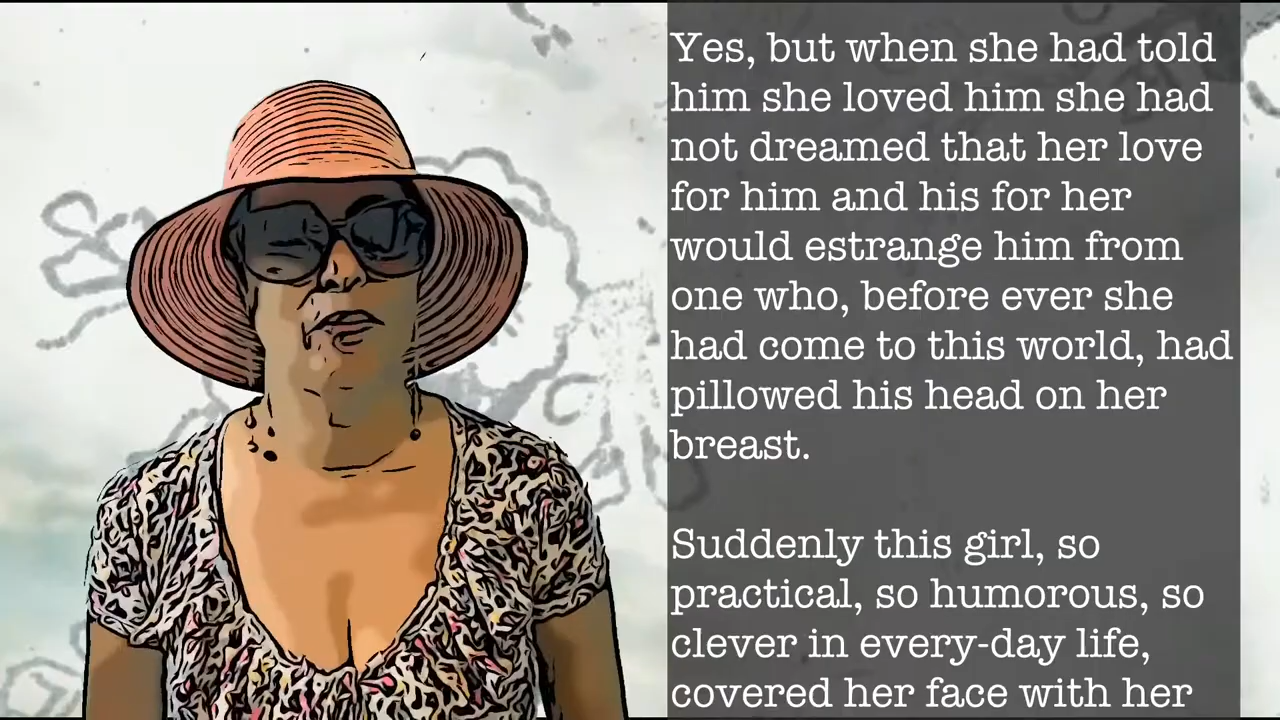 Yes, but when she had told
him she loved him she had
not dreamed that her love
for him and his for her
would estrange him from
one who, before ever she
had come to this world, had
pillowed his head on her
breast.
Suddenly this girl, so
practical, so humorous, so
clever in every-day life,
covered her face with her